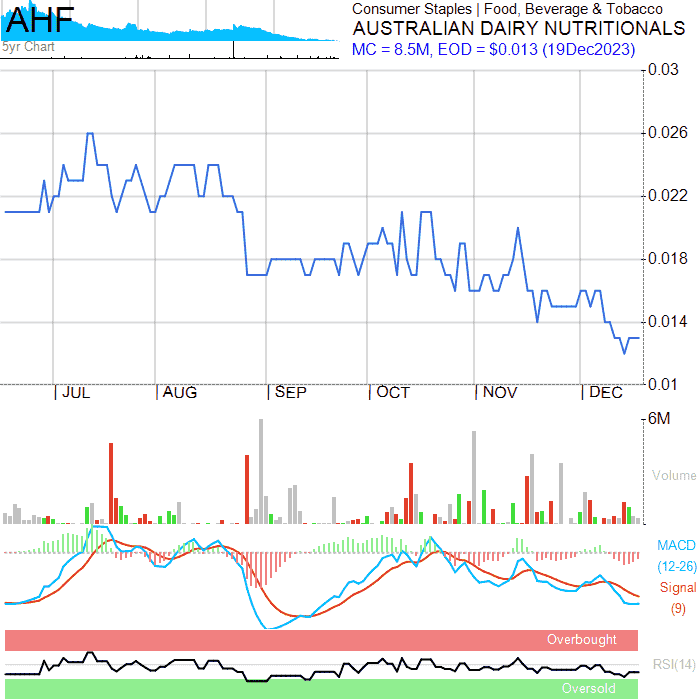 AHF
5yr Chart
Consumer Staples | Food, Beverage & Tobacco
AUSTRALIAN DAIRY NUTRITIONALS
MC = 8.5M, EOD = $0.013 (19Dec2023)
0.03
0.026
0.022
0.018
0.014
0.01
JUL AUG SEP OCT NOV DEC
6M
Volume
MACD
(12-26)
Signal
(9)
Overbought
RSI(14)
Oversold